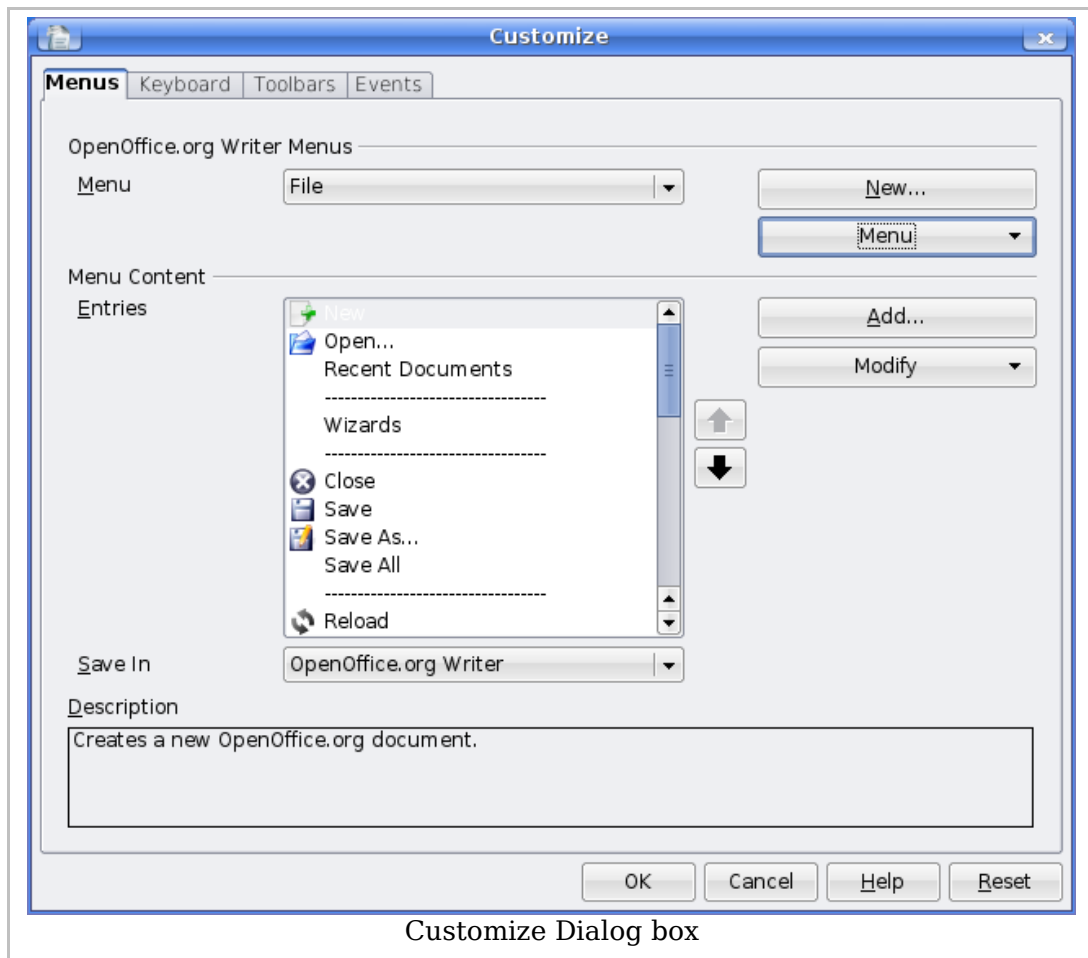 Customize
Menus Keyboard Toolbars Events
OpenOffice.org Writer Menus
Menu File New...
Menu
Menu Content
Entries New Add...
Open...
Recent Documents Modify
----------------------------------
Wizards
----------------------------------
Close
Save
Save As...
Save All
----------------------------------
Reload
Save In OpenOffice.org Writer
Description
Creates a new OpenOffice.org document.
OK Cancel Help Reset
Customize Dialog box